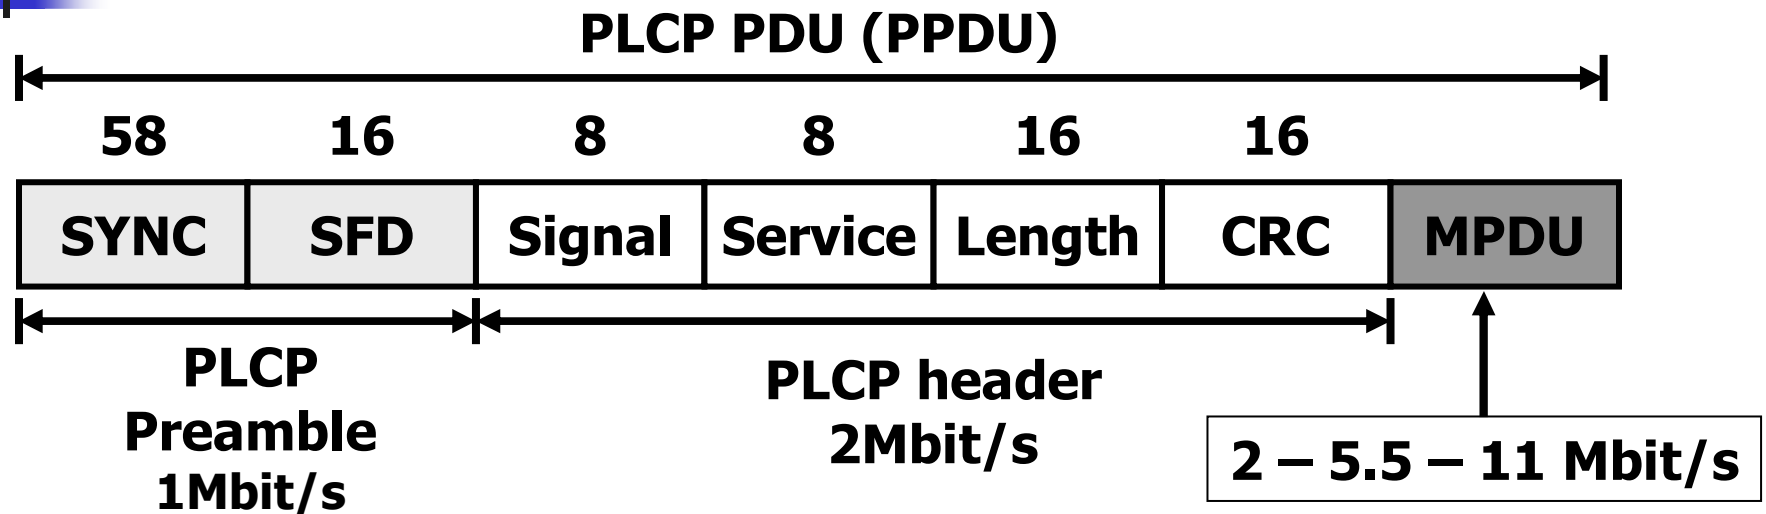 PLCP PDU (PPDU)
58 16 8 8 16 16
SYNC SFD Signal Service Length CRC MPDU
PLCP
Preamble
1Mbit/s
PLCP header
2Mbit/s
2 – 5.5 – 11 Mbit/s